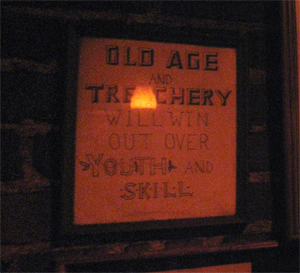 OLD AGE
AND
TREACHERY
WILL WIN
OUT OVER
YOUTH AND
SKILL